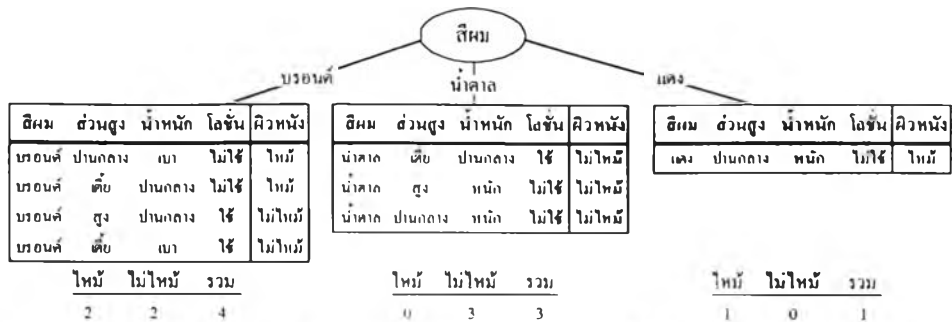 สีผม
บรอนด์
น้ำตาล
แดง
สีผม ส่วนสูง น้ำหนัก โลชั่น ผิวหนัง
บรอนด์ ปานกลาง เบา ไม่ใช้ ไหม้
บรอนด์ เตี้ย ปานกลาง ไม่ใช้ ไหม้
บรอนด์ สูง ปานกลาง ใช้ ไม่ไหม้
บรอนด์ เตี้ย เบา ใช้ ไม่ไหม้
ไหม้ ไม่ไหม้ รวม
2 2 4
สีผม ส่วนสูง น้ำหนัก โลชั่น ผิวหนัง
น้ำตาล เตี้ย ปานกลาง ใช้ ไม่ไหม้
น้ำตาล สูง หนัก ไม่ใช้ ไม่ไหม้
น้ำตาล ปานกลาง หนัก ไม่ใช้ ไม่ไหม้
ไหม้ ไม่ไหม้ รวม
0 3 3
สีผม ส่วนสูง น้ำหนัก โลชั่น ผิวหนัง
แดง ปานกลาง หนัก ไม่ใช้ ไหม้
ไหม้ ไม่ไหม้ รวม
1 0 1